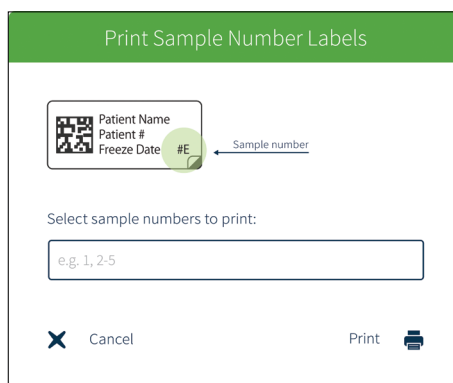 Print Sample Number Labels
Patient Name
Patient #
Freeze Date #E
Sample number
Select sample numbers to print:
e.g. 1, 2-5
Cancel Print